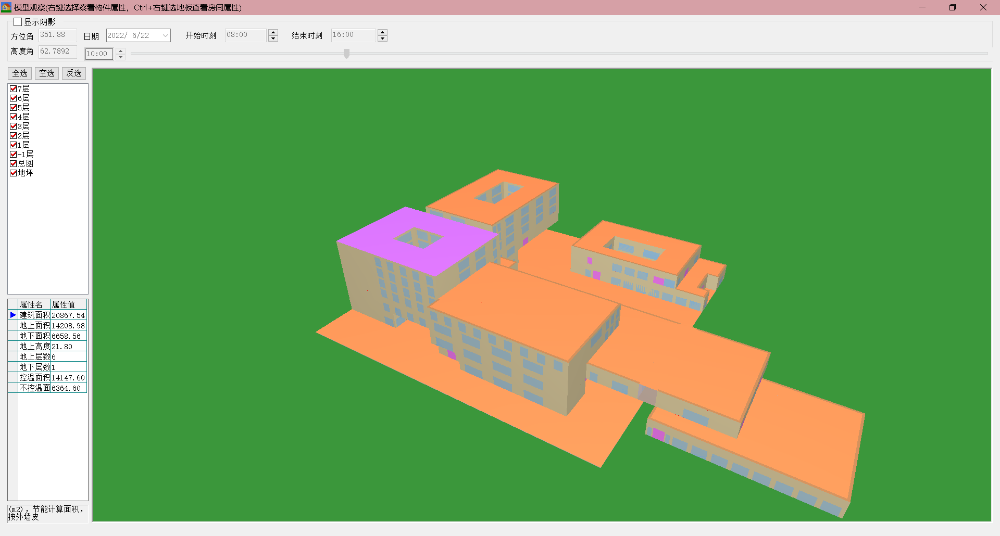 模型观察(右键选择察看构件属性，Ctrl+右键选地板查看房间属性)
显示阴影
方位角 351.88 日期 2022/ 6/22 开始时刻 08:00 结束时刻 16:00
高度角 62.7892 10:00
全选 空选 反选
7层
6层
5层
4层
3层
2层
1层
-1层
总图
地坪
属性名 属性值
建筑面积 20867.54
地上面积 14208.98
地下面积 6658.56
地上高度 21.80
地上层数 6
地下层数 1
控温面积 14147.60
不控温面 6364.60
(m2)，节能计算面积，
按外墙皮